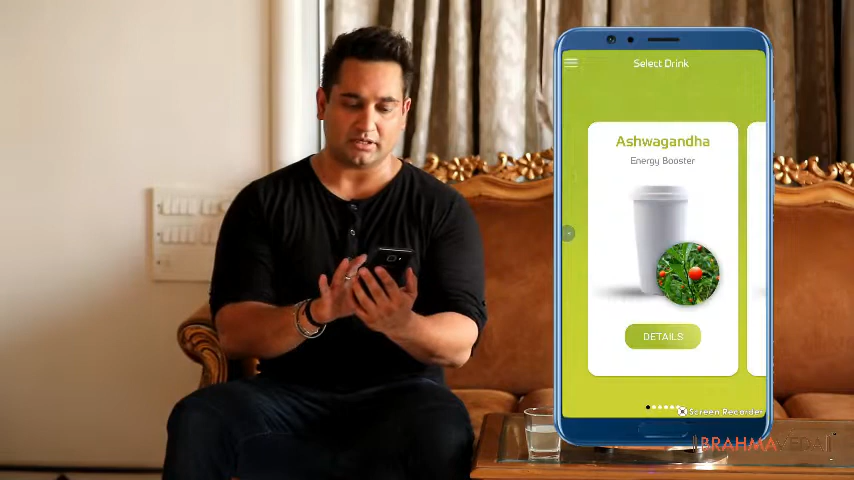 Select Drink
Ashwagandha
Energy Booster
DETAILS
Screen Recorder
BRAHMAVEDA